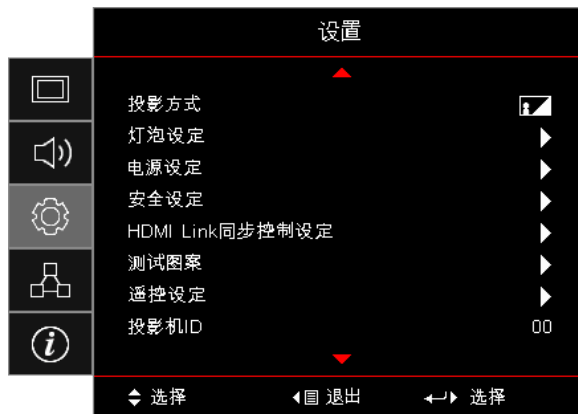 设置
投影方式
灯泡设定
电源设定
安全设定
HDMI Link同步控制设定
测试图案
遥控设定
投影机ID 00
选择 退出 选择